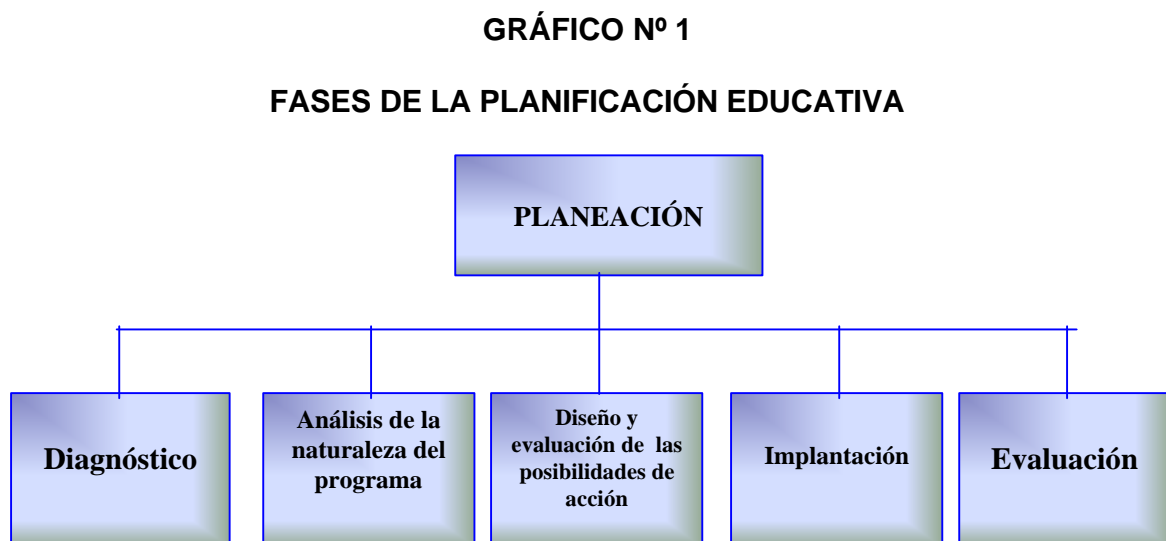 GRÁFICO Nº 1
FASES DE LA PLANIFICACIÓN EDUCATIVA
PLANEACIÓN
Diagnóstico
Análisis de la
naturaleza del
programa
Diseño y
evaluación de las
posibilidades de
acción
Implantación
Evaluación